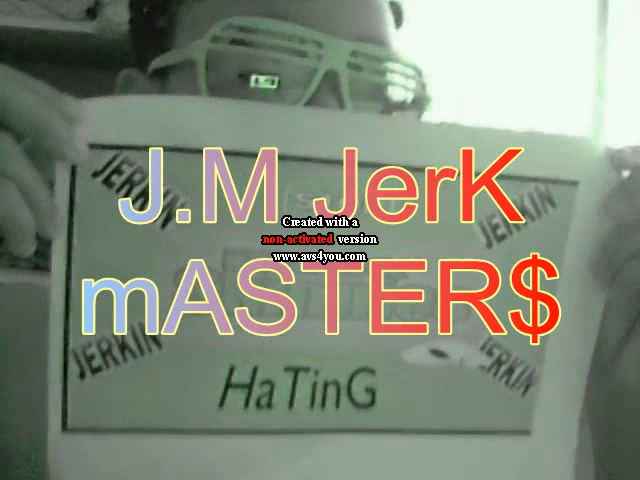 J.M JerK
mASTER$
Created with a
non-activated version
www.avs4you.com
JERKIN
JERKIN
JERKIN
JERKIN
HaTinG